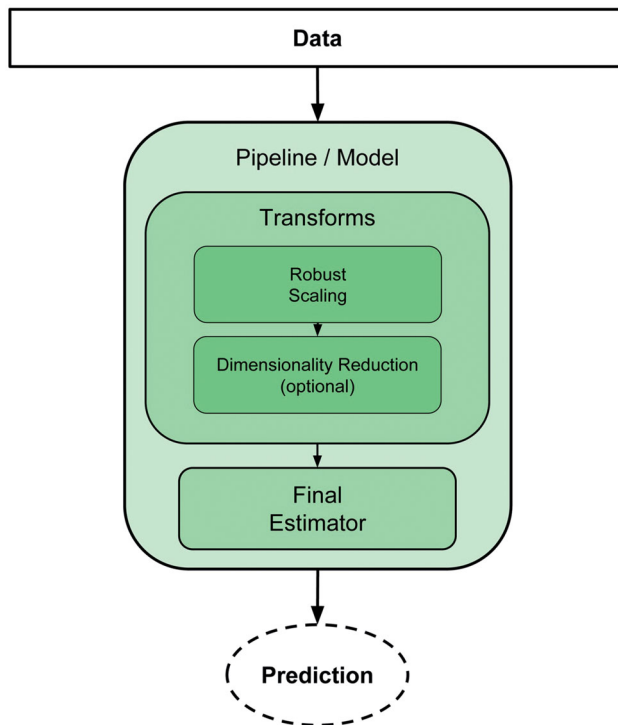 Data
Pipeline / Model
Transforms
Robust
Scaling
Dimensionality Reduction
(optional)
Final
Estimator
Prediction